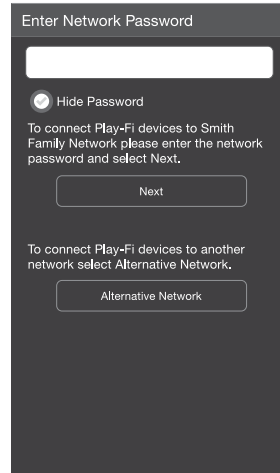 Enter Network Password
Hide Password
To connect Play-Fi devices to Smith
Family Network please enter the network
password and select Next.
Next
To connect Play-Fi devices to another
network select Alternative Network.
Alternative Network